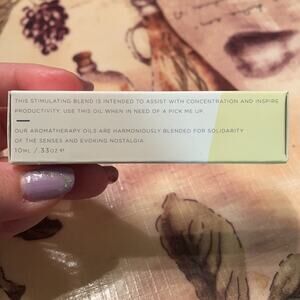 THIS STIMULATING BLEND IS INTENDED TO ASSIST WITH CONCENTRATION AND INSPIRE
PRODUCTIVITY. USE THIS OIL WHEN IN NEED OF A PICK ME UP.
OUR AROMATHERAPY OILS ARE HARMONIOUSLY BLENDED FOR SOLIDARITY
OF THE SENSES AND EVOKING NOSTALGIA.
10ML / .33OZ ℮